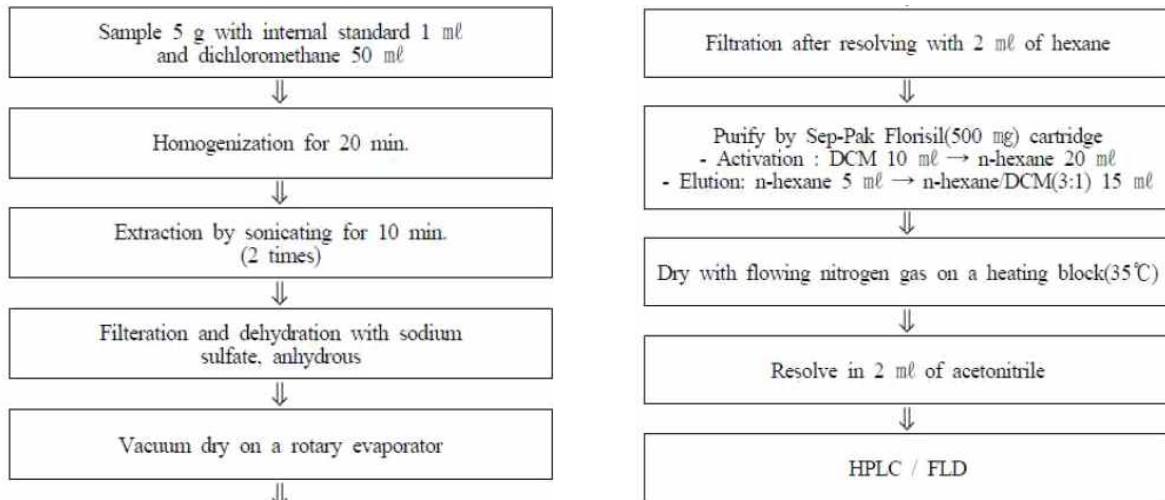 Sample 5 g with internal standard 1 ㎖
and dichloromethane 50 ㎖
⇓
Homogenization for 20 min.
⇓
Extraction by sonicating for 10 min.
(2 times)
⇓
Filteration and dehydration with sodium
sulfate, anhydrous
⇓
Vacuum dry on a rotary evaporator
⇓
Filtration after resolving with 2 ㎖ of hexane
⇓
Purify by Sep-Pak Florisil(500 ㎎) cartridge
- Activation : DCM 10 ㎖ → n-hexane 20 ㎖
- Elution: n-hexane 5 ㎖ → n-hexane/DCM(3:1) 15 ㎖
⇓
Dry with flowing nitrogen gas on a heating block(35℃)
⇓
Resolve in 2 ㎖ of acetonitrile
⇓
HPLC / FLD